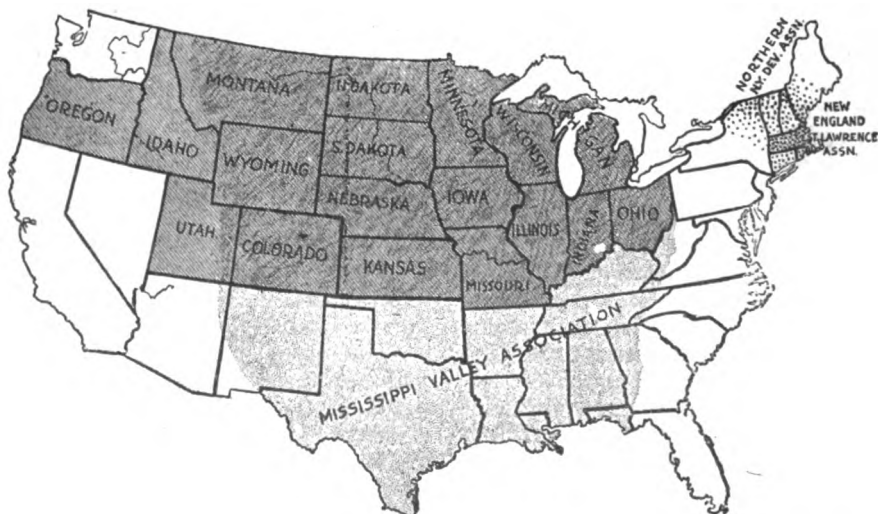 NORTHERN
N.Y. DEV. ASSN.
MONTANA
N. DAKOTA
MINNESOTA
OREGON
IDAHO
WYOMING
S. DAKOTA
WISCONSIN
NEW
ENGLAND
ST LAWRENCE
ASSN.
NEBRASKA
IOWA
UTAH
COLORADO
KANSAS
ILLINOIS
INDIANA
OHIO
MISSOURI
MISSISSIPPI VALLEY ASSOCIATION